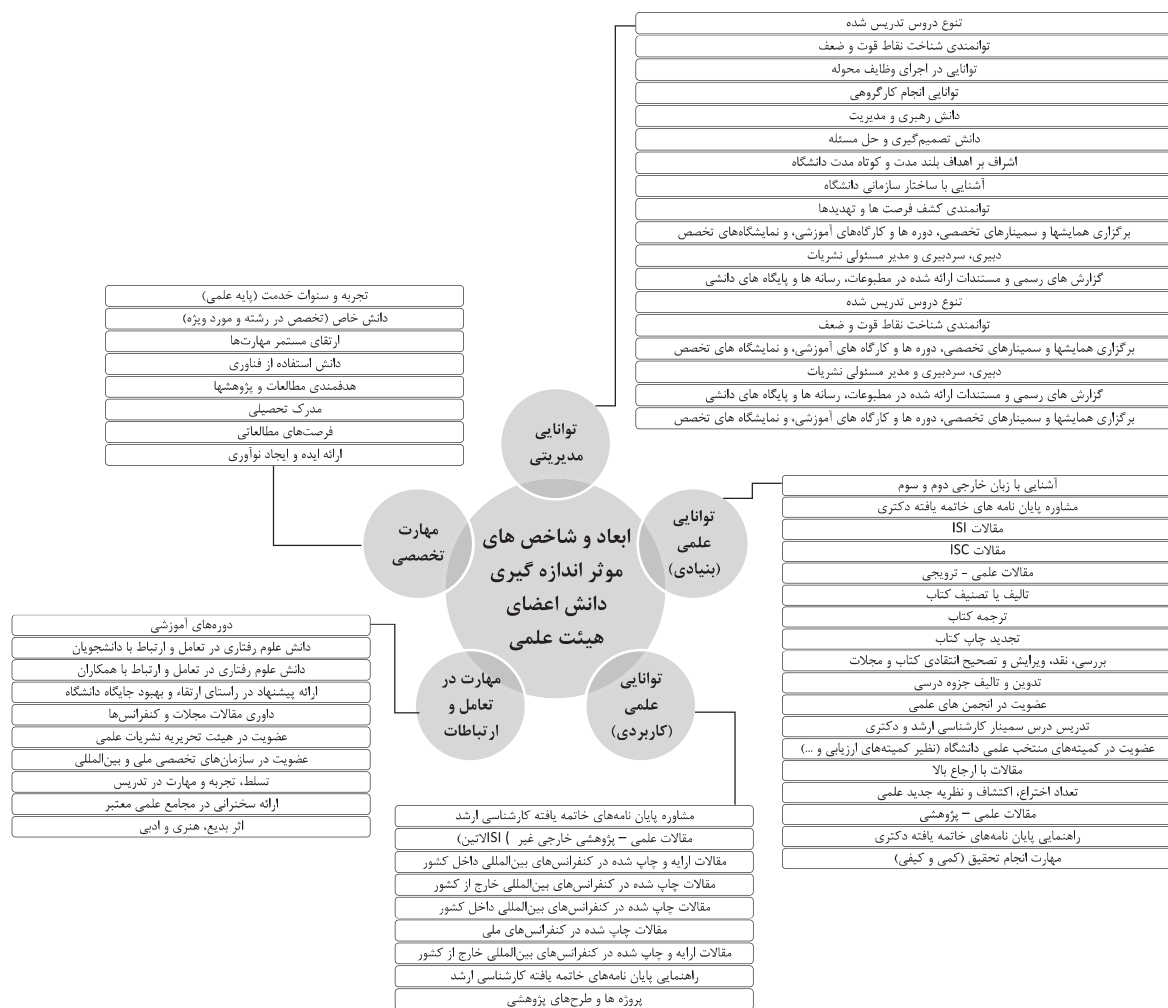 تنوع دروس تدریس شده
توانمندی شناخت نقاط قوت و ضعف
توانایی در اجرای وظایف محوله
توانایی انجام کارگروهی
دانش رهبری و مدیریت
دانش تصمیم‌گیری و حل مسئله
اشراف بر اهداف بلند مدت و کوتاه مدت دانشگاه
آشنایی با ساختار سازمانی دانشگاه
توانمندی کشف فرصت ها و تهدیدها
برگزاری همایشها و سمینارهای تخصصی، دوره ها و کارگاه‌های آموزشی، و نمایشگاه‌های تخصص
دبیری، سردبیری و مدیر مسئولی نشریات
گزارش های رسمی و مستندات ارائه شده در مطبوعات، رسانه ها و پایگاه های دانشی
تنوع دروس تدریس شده
توانمندی شناخت نقاط قوت و ضعف
برگزاری همایشها و سمینارهای تخصصی، دوره ها و کارگاه های آموزشی، و نمایشگاه های تخصص
دبیری، سردبیری و مدیر مسئولی نشریات
گزارش های رسمی و مستندات ارائه شده در مطبوعات، رسانه ها و پایگاه های دانشی
برگزاری همایشها و سمینارهای تخصصی، دوره ها و کارگاه های آموزشی، و نمایشگاه های تخصص
تجربه و سنوات خدمت (پایه علمی)
دانش خاص (تخصص در رشته و مورد ویژه)
ارتقای مستمر مهارت‌ها
دانش استفاده از فناوری
هدفمندی مطالعات و پژوهشها
مدرک تحصیلی
فرصت‌های مطالعاتی
ارائه ایده و ایجاد نوآوری
توانایی
مدیریتی
توانایی
علمی
(بنیادی)
مهارت
تخصصی
ابعاد و شاخص های
موثر اندازه گیری
دانش اعضای
هیئت علمی
توانایی
علمی
(کاربردی)
مهارت در
تعامل و
ارتباطات
آشنایی با زبان خارجی دوم و سوم
مشاوره پایان نامه های خاتمه یافته دکتری
مقالات ISI
مقالات ISC
مقالات علمی - ترویجی
تالیف یا تصنیف کتاب
ترجمه کتاب
تجدید چاپ کتاب
بررسی، نقد، ویرایش و تصحیح انتقادی کتاب و مجلات
تدوین و تالیف جزوه درسی
عضویت در انجمن های علمی
تدریس درس سمینار کارشناسی ارشد و دکتری
عضویت در کمیته‌های منتخب علمی دانشگاه (نظیر کمیته‌های ارزیابی و ...)
مقالات با ارجاع بالا
تعداد اختراع، اکتشاف و نظریه جدید علمی
مقالات علمی – پژوهشی
راهنمایی پایان نامه‌های خاتمه یافته دکتری
مهارت انجام تحقیق (کمی و کیفی)
دوره‌های آموزشی
دانش علوم رفتاری در تعامل و ارتباط با دانشجویان
دانش علوم رفتاری در تعامل و ارتباط با همکاران
ارائه پیشنهاد در راستای ارتقاء و بهبود جایگاه دانشگاه
داوری مقالات مجلات و کنفرانس‌ها
عضویت در هیئت تحریریه نشریات علمی
عضویت در سازمان‌های تخصصی ملی و بین‌المللی
تسلط، تجربه و مهارت در تدریس
ارائه سخنرانی در مجامع علمی معتبر
اثر بدیع، هنری و ادبی
مشاوره پایان نامه‌های خاتمه یافته کارشناسی ارشد
مقالات علمی – پژوهشی خارجی غیر ) ISIلاتین)
مقالات ارایه و چاپ شده در کنفرانس‌های بین‌المللی داخل کشور
مقالات چاپ شده در کنفرانس‌های بین‌المللی خارج از کشور
مقالات چاپ شده در کنفرانس‌های بین‌المللی داخل کشور
مقالات چاپ شده در کنفرانس‌های ملی
مقالات ارایه و چاپ شده در کنفرانس‌های بین‌المللی خارج از کشور
راهنمایی پایان نامه‌های خاتمه یافته کارشناسی ارشد
پروژه ها و طرح‌های پژوهشی